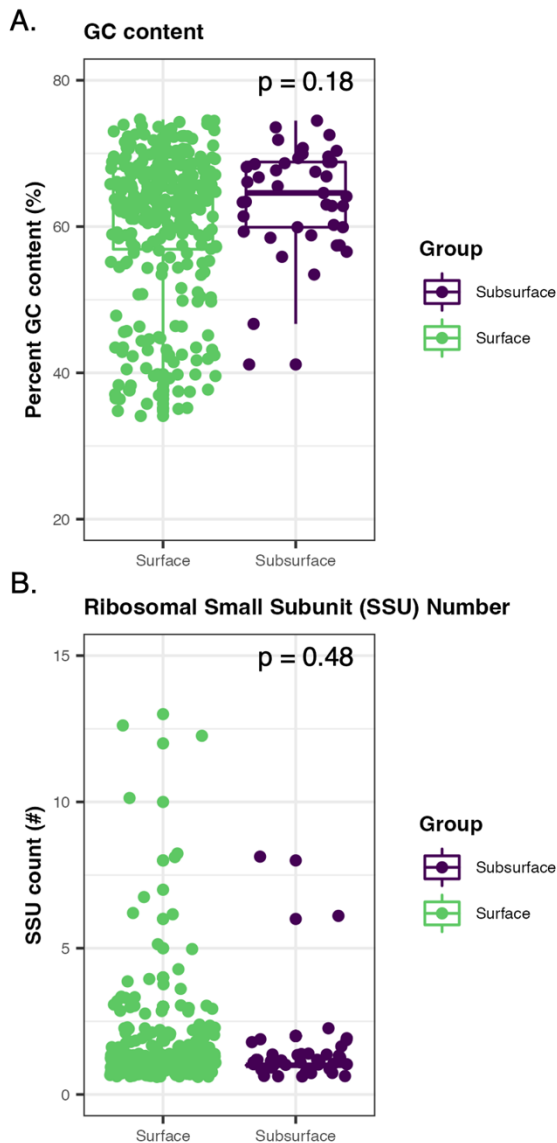 A.
GC content
p = 0.18
80
60
40
20
Percent GC content (%)
Surface
Subsurface
Group
Subsurface
Surface
B.
Ribosomal Small Subunit (SSU) Number
p = 0.48
15
10
5
0
SSU count (#)
Surface
Subsurface
Group
Subsurface
Surface